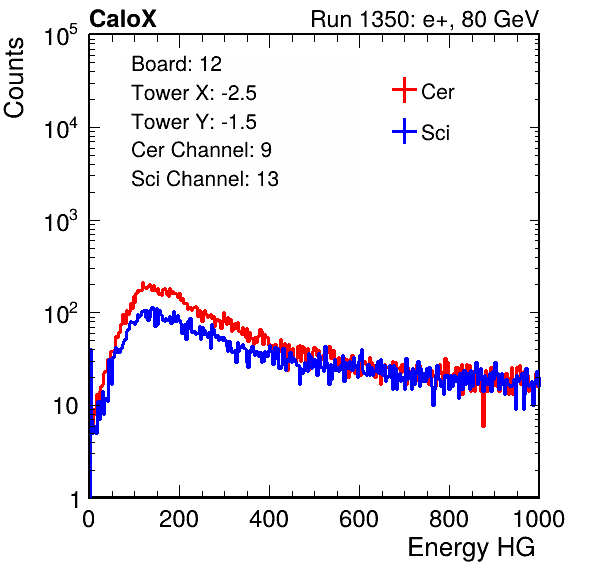 CaloX Run 1350: e+, 80 GeV
Counts
Board: 12
Tower X: -2.5
Tower Y: -1.5
Cer Channel: 9
Sci Channel: 13
Cer
Sci
10^5
10^4
10^3
10^2
10
1
0 200 400 600 800 1000
Energy HG